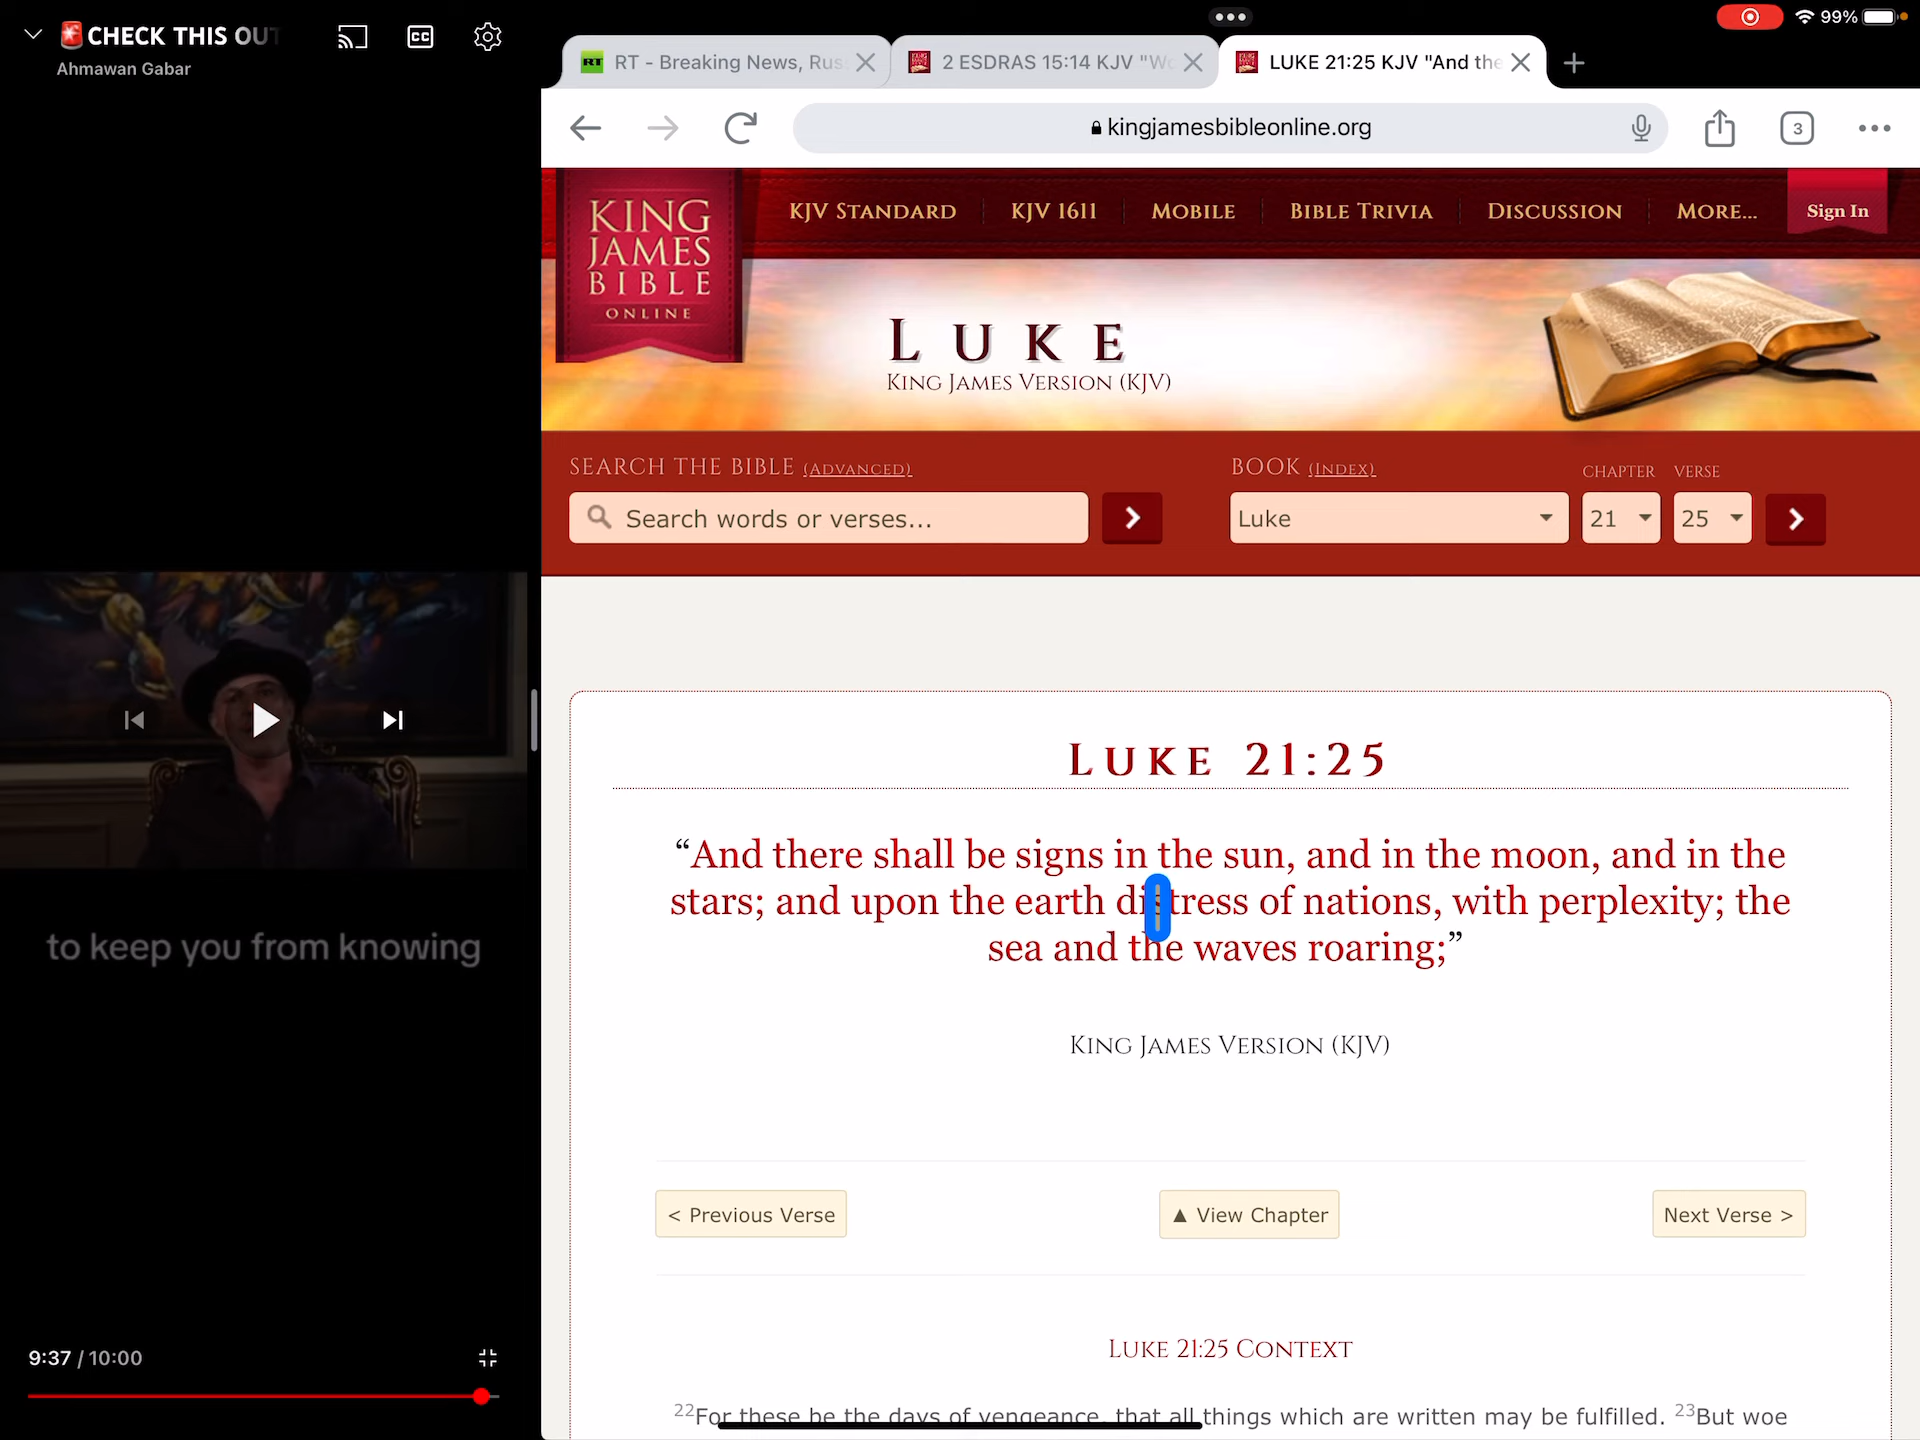 🚨CHECK THIS OUT
Ahmawan Gabar
CC
to keep you from knowing
9:37 / 10:00
99%
RT
RT - Breaking News, Rus
2 ESDRAS 15:14 KJV "Wo
LUKE 21:25 KJV "And the
kingjamesbibleonline.org
3
KING
JAMES
BIBLE
ONLINE
KJV STANDARD
KJV 1611
MOBILE
BIBLE TRIVIA
DISCUSSION
MORE...
Sign In
LUKE
KING JAMES VERSION (KJV)
SEARCH THE BIBLE (ADVANCED)
Search words or verses...
BOOK (INDEX)
Luke
CHAPTER
21
VERSE
25
LUKE 21:25
“And there shall be signs in the sun, and in the moon, and in the
stars; and upon the earth distress of nations, with perplexity; the
sea and the waves roaring;”
KING JAMES VERSION (KJV)
< Previous Verse
▲ View Chapter
Next Verse >
LUKE 21:25 CONTEXT
22For these be the days of vengeance, that all things which are written may be fulfilled. 23But woe